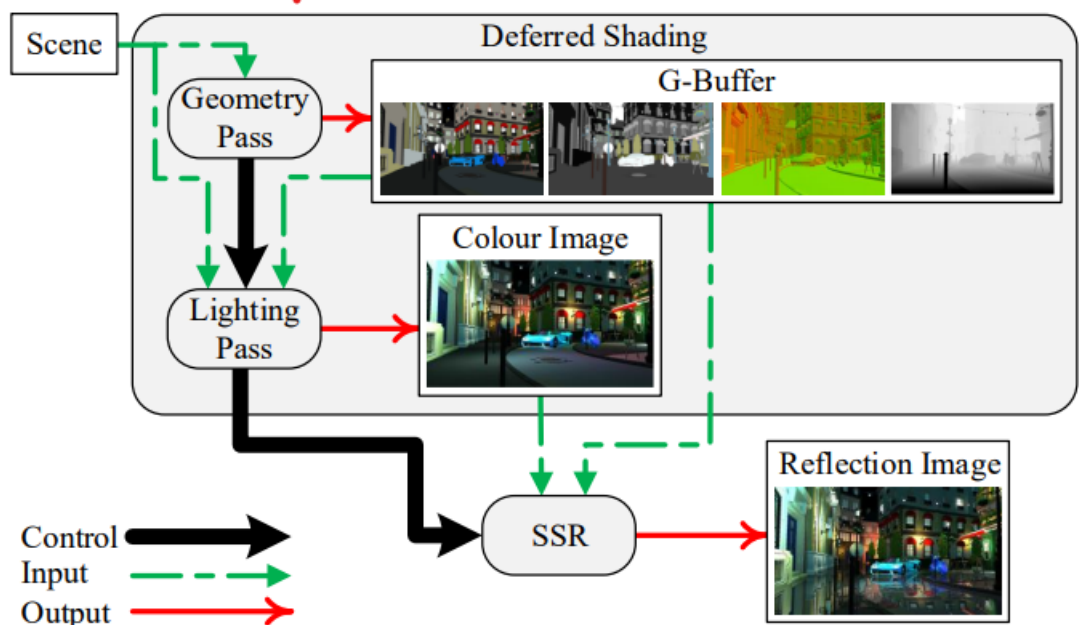 Scene
Deferred Shading
Geometry
Pass
G-Buffer
Colour Image
Lighting
Pass
Reflection Image
SSR
Control
Input
Output